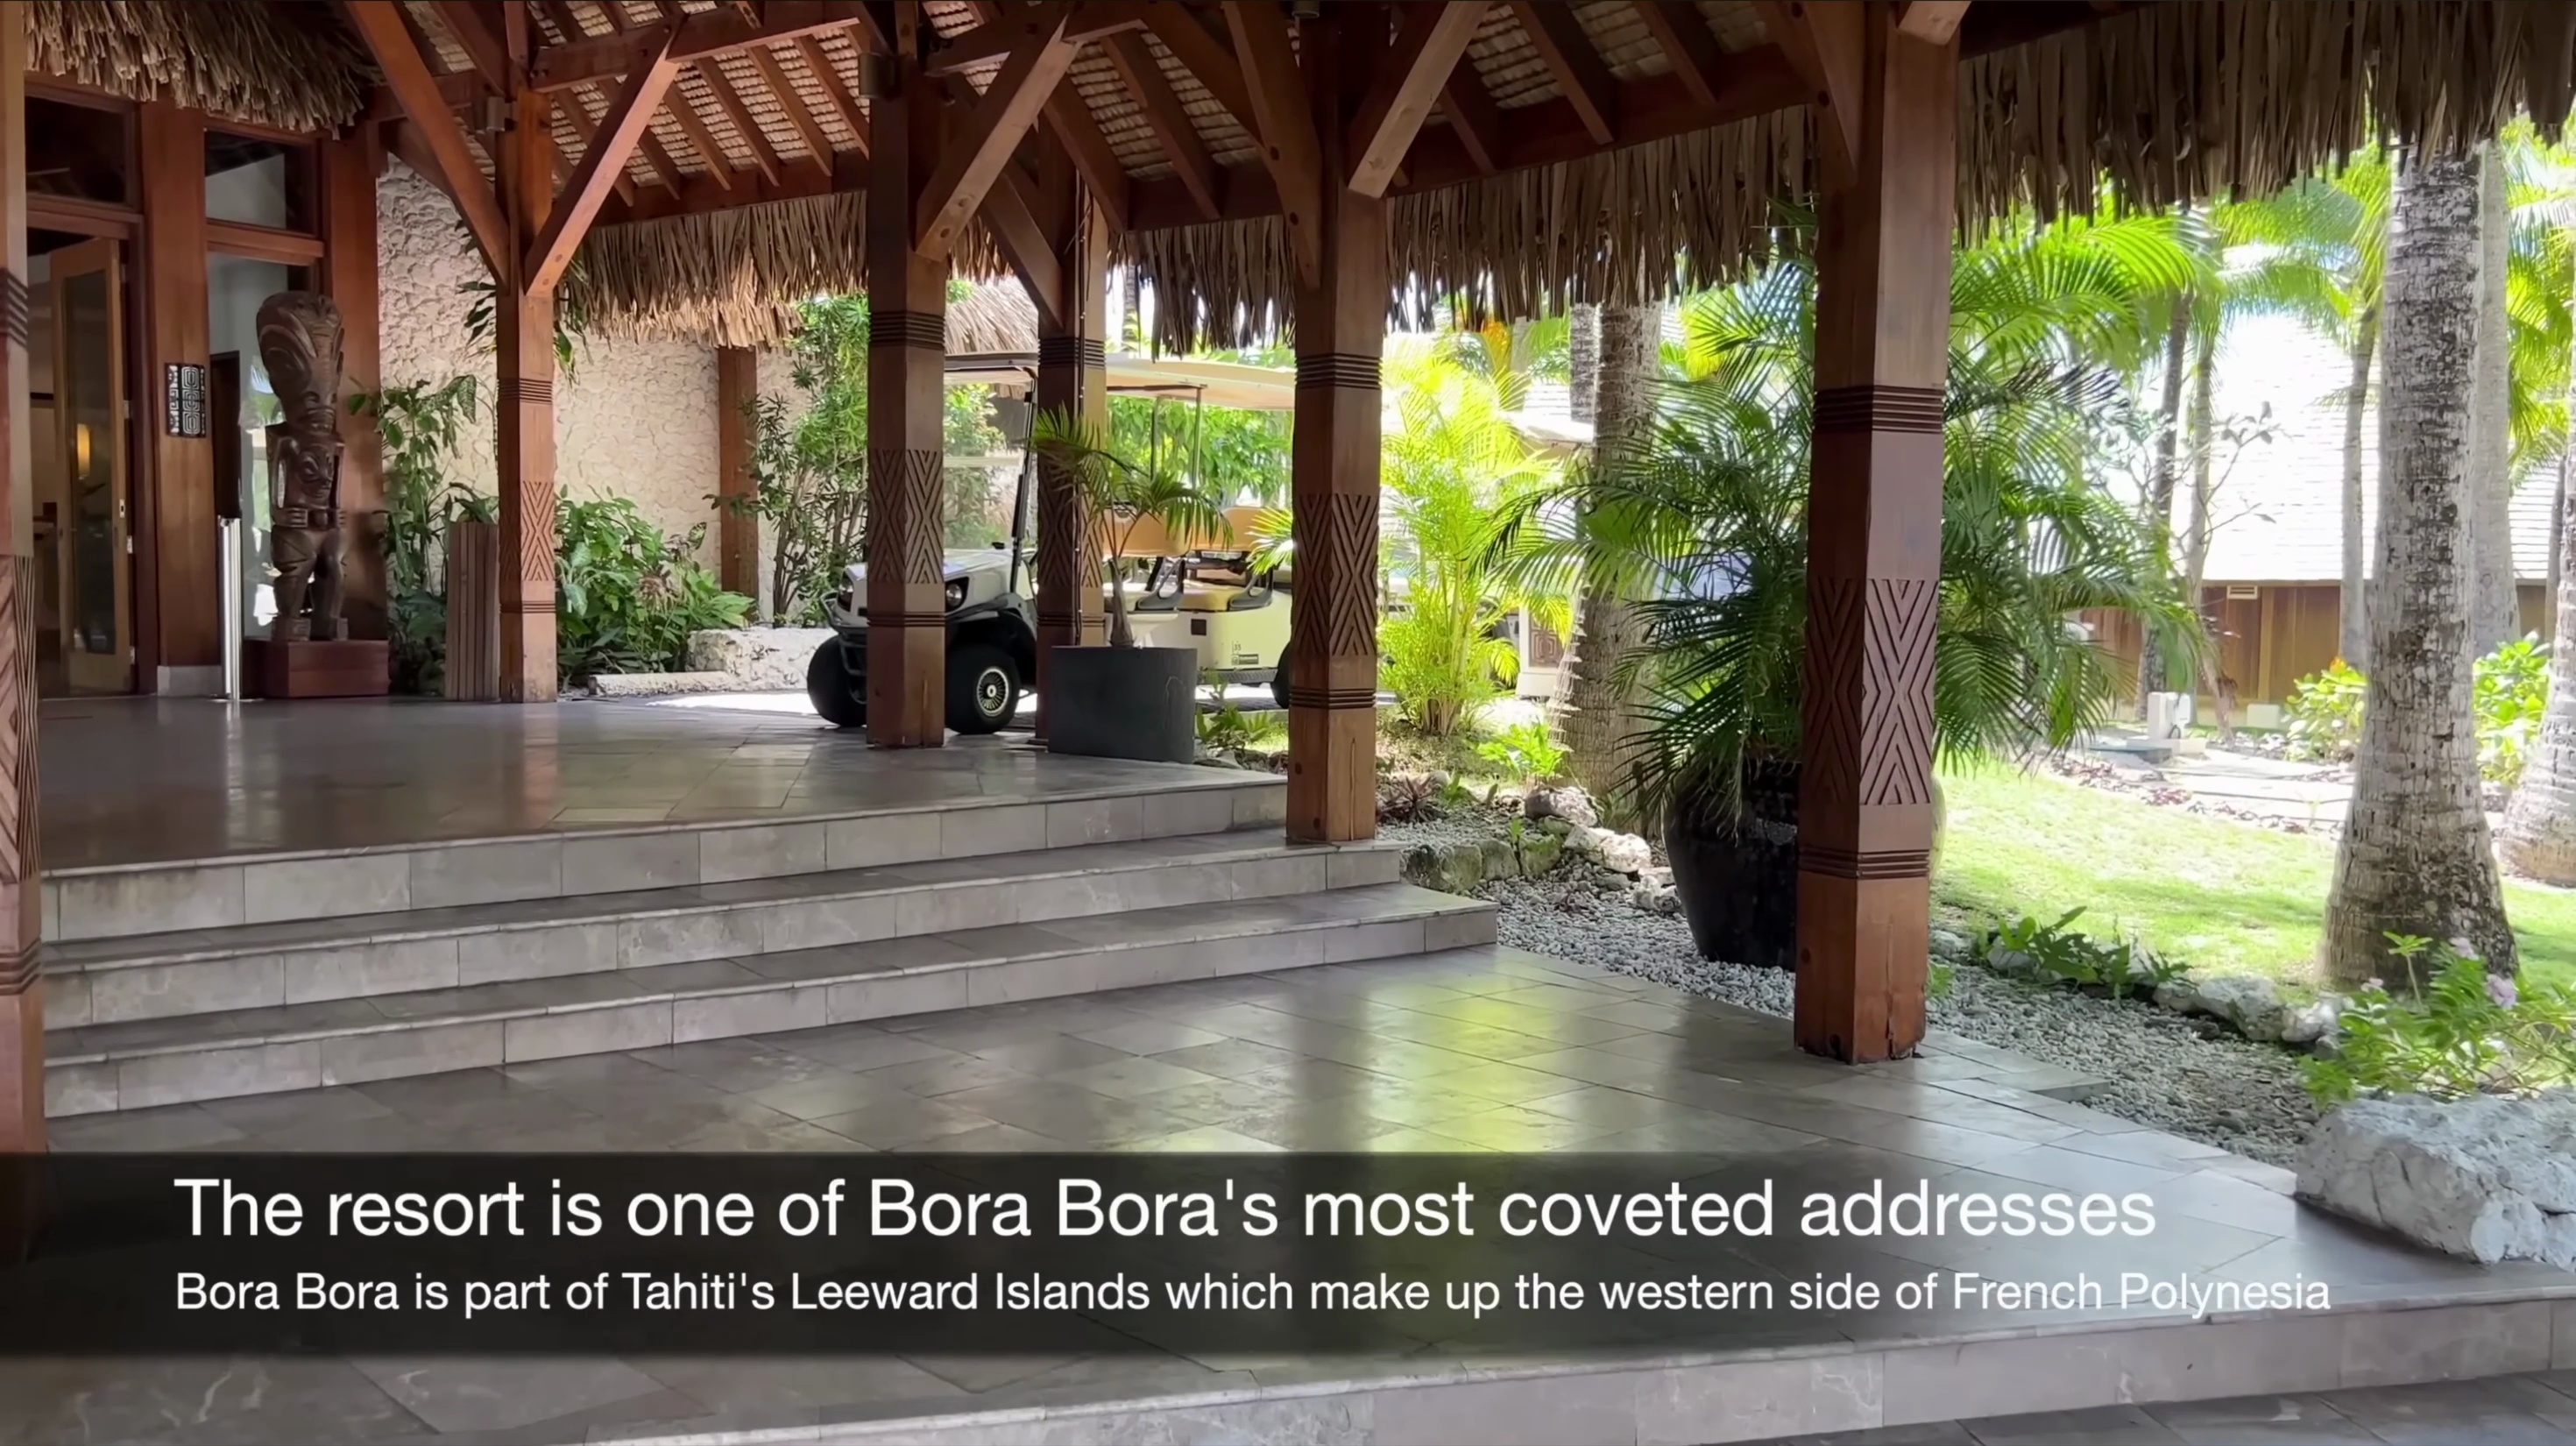 The resort is one of Bora Bora's most coveted addresses
Bora Bora is part of Tahiti's Leeward Islands which make up the western side of French Polynesia